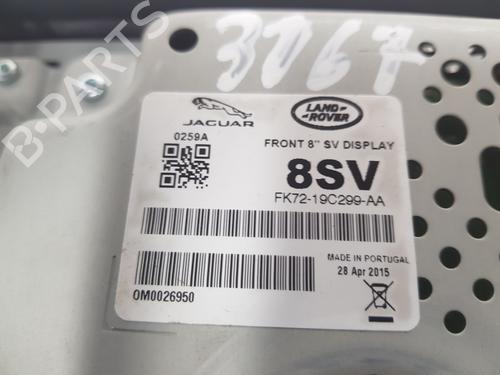 3067
B-PARTS
JAGUAR
LAND-
ROVER
0259A
FRONT 8" SV DISPLAY
8SV
FK72-19C299-AA
MADE IN PORTUGAL
28 Apr 2015
OM0026950